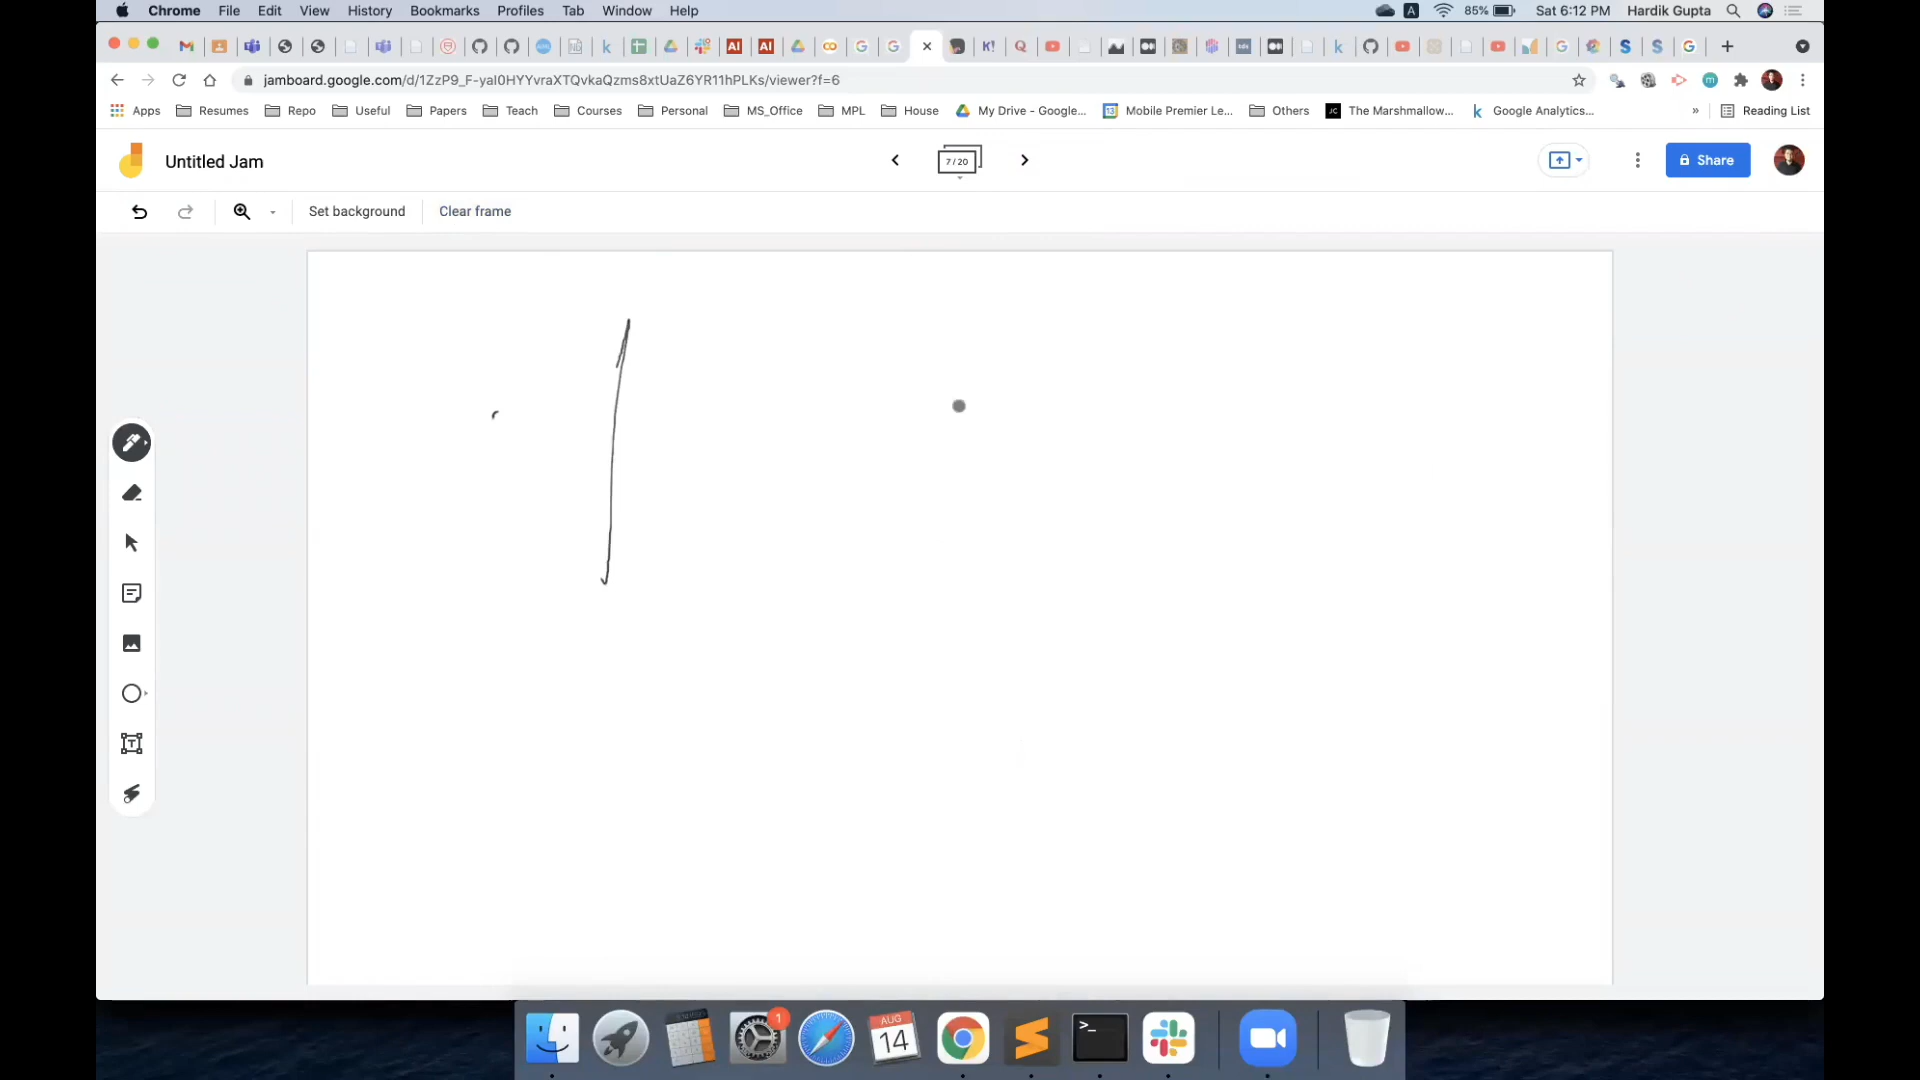 Chrome File Edit View History Bookmarks Profiles Tab Window Help A 85% Sat 6:12 PM Hardik Gupta
jamboard.google.com/d/1ZzP9_F-yaI0HYYvraXTQvkaQzms8xtUaZ6YR11hPLKs/viewer?f=6
Apps Resumes Repo Useful Papers Teach Courses Personal MS_Office MPL House My Drive - Google... Mobile Premier Le... Others JC The Marshmallow... Google Analytics... » Reading List
Untitled Jam 7 / 20 Share
Set background Clear frame
1
AUG
14